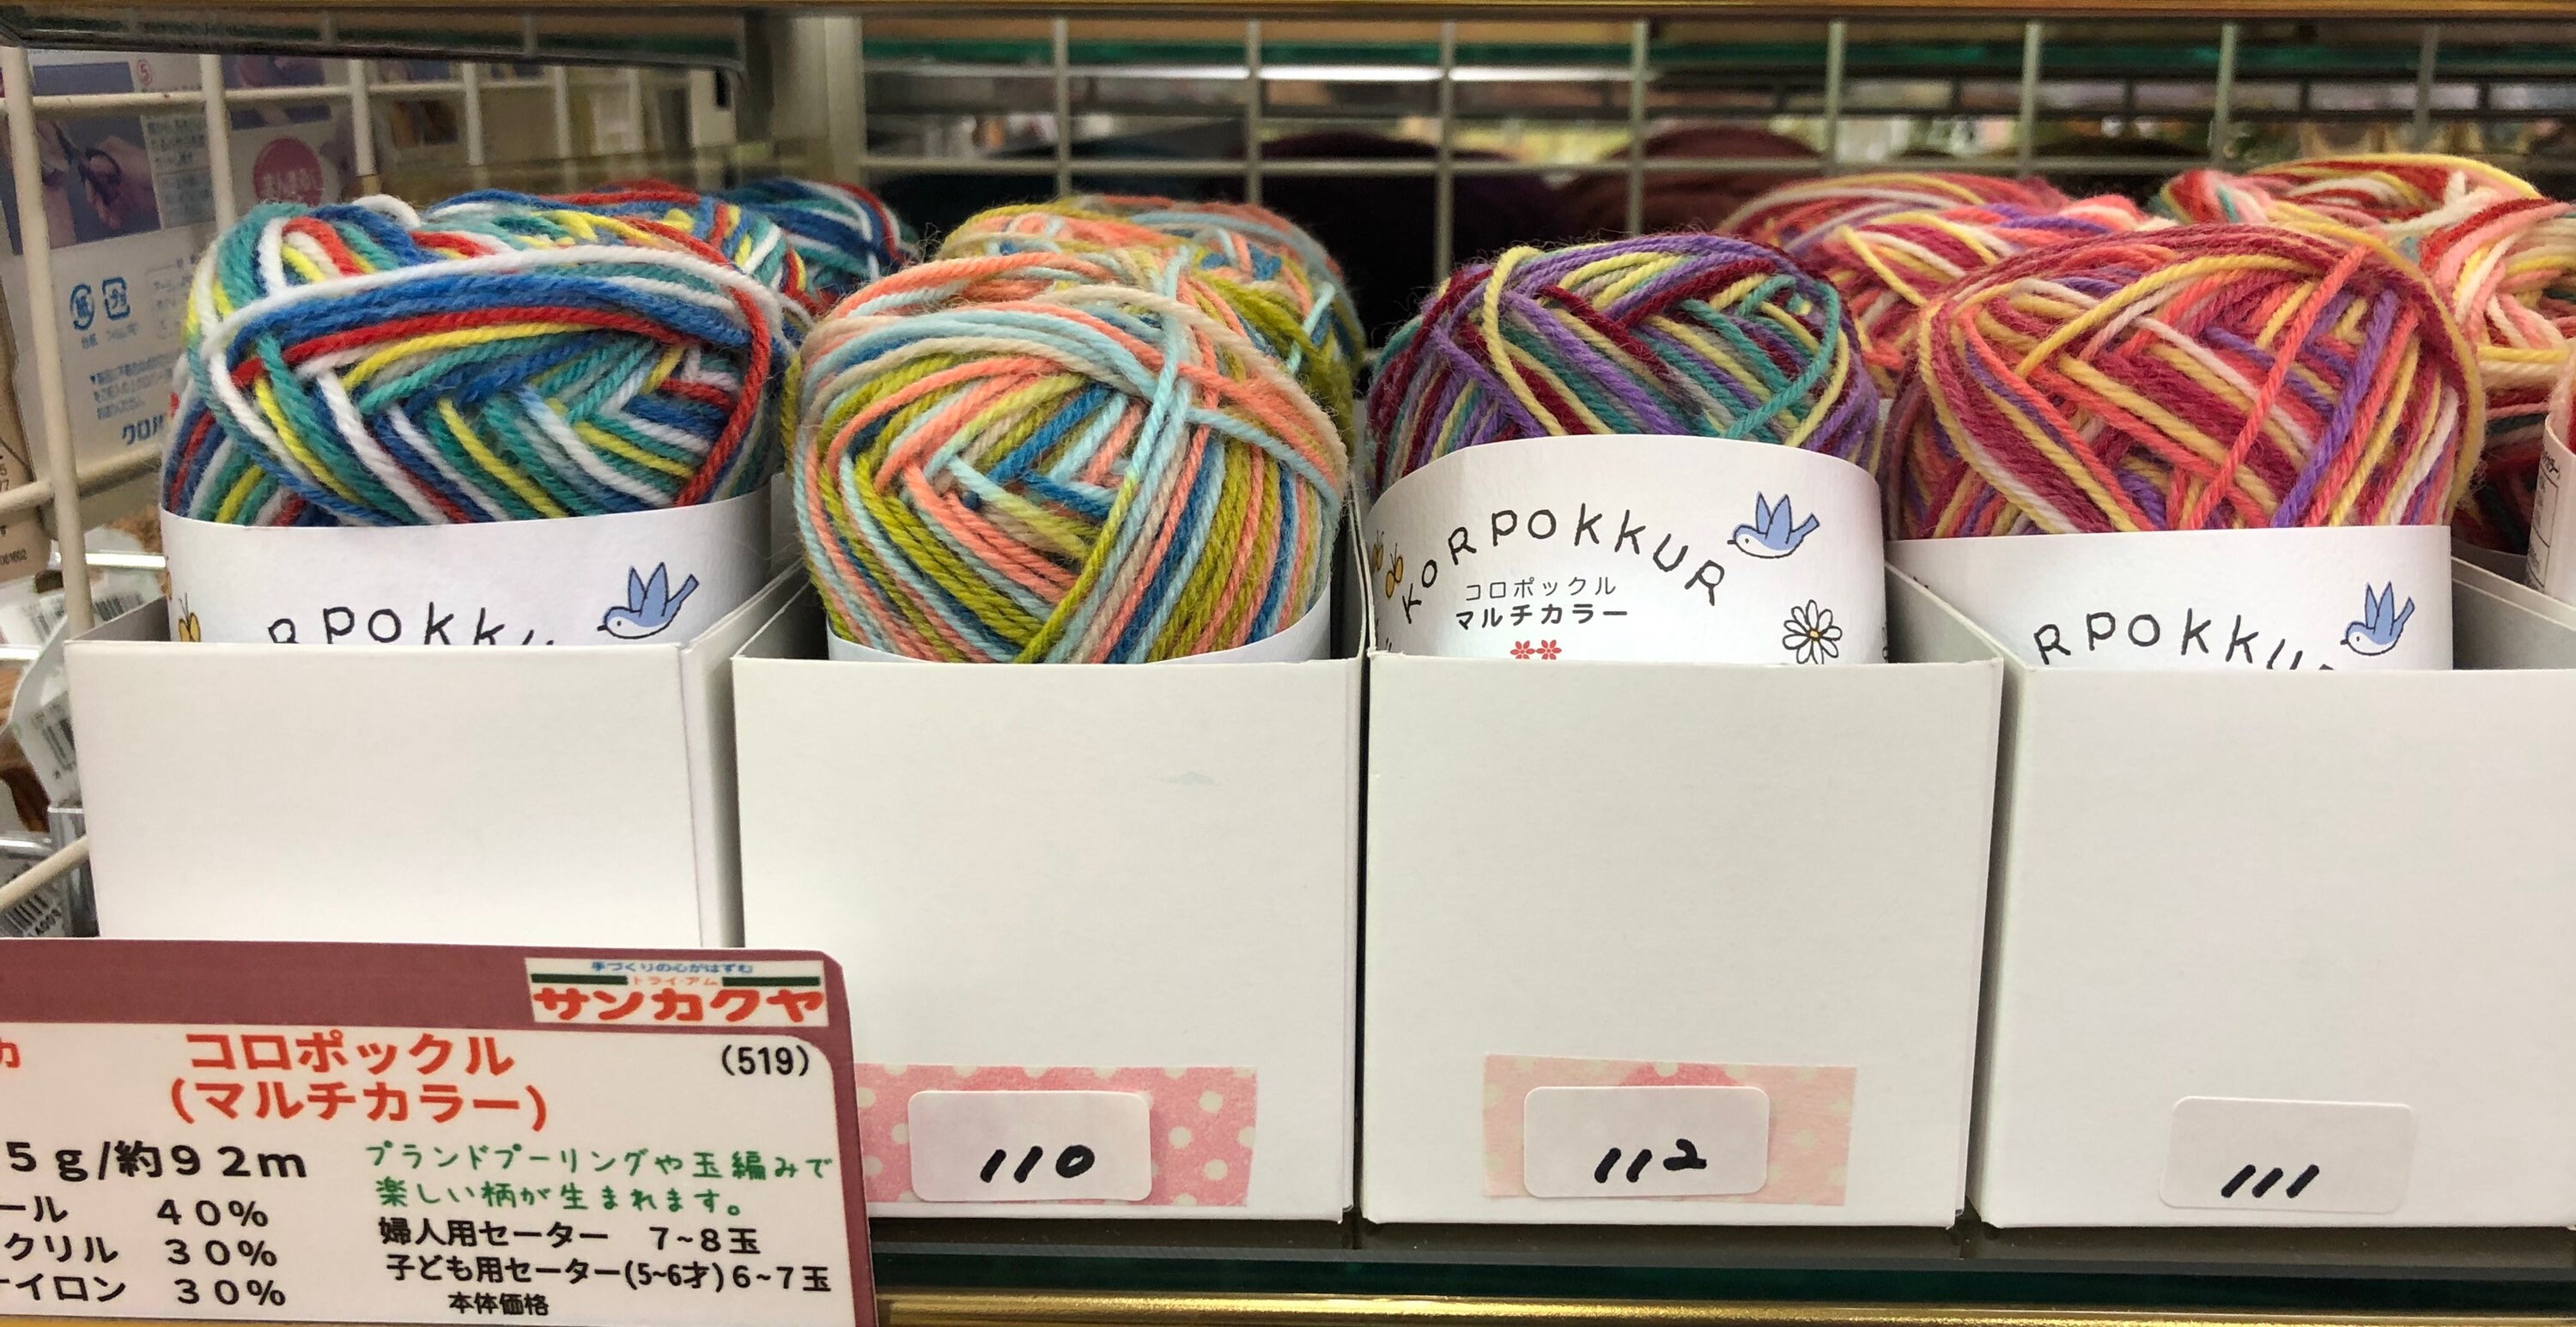 クロバ
R POKKU
KORPOKKUR
コロポックル
マルチカラー
RPOKKU
手づくりの心がはずむ
トライ・アム
サンカクヤ
カ
コロポックル
(519)
(マルチカラー)
5g/約92m
ール 40%
クリル 30%
イロン 30%
プランドプーリングや玉編みで
楽しい柄が生まれます。
婦人用セーター 7~8玉
子ども用セーター(5~6才)6~7玉
本体価格
110
112
111